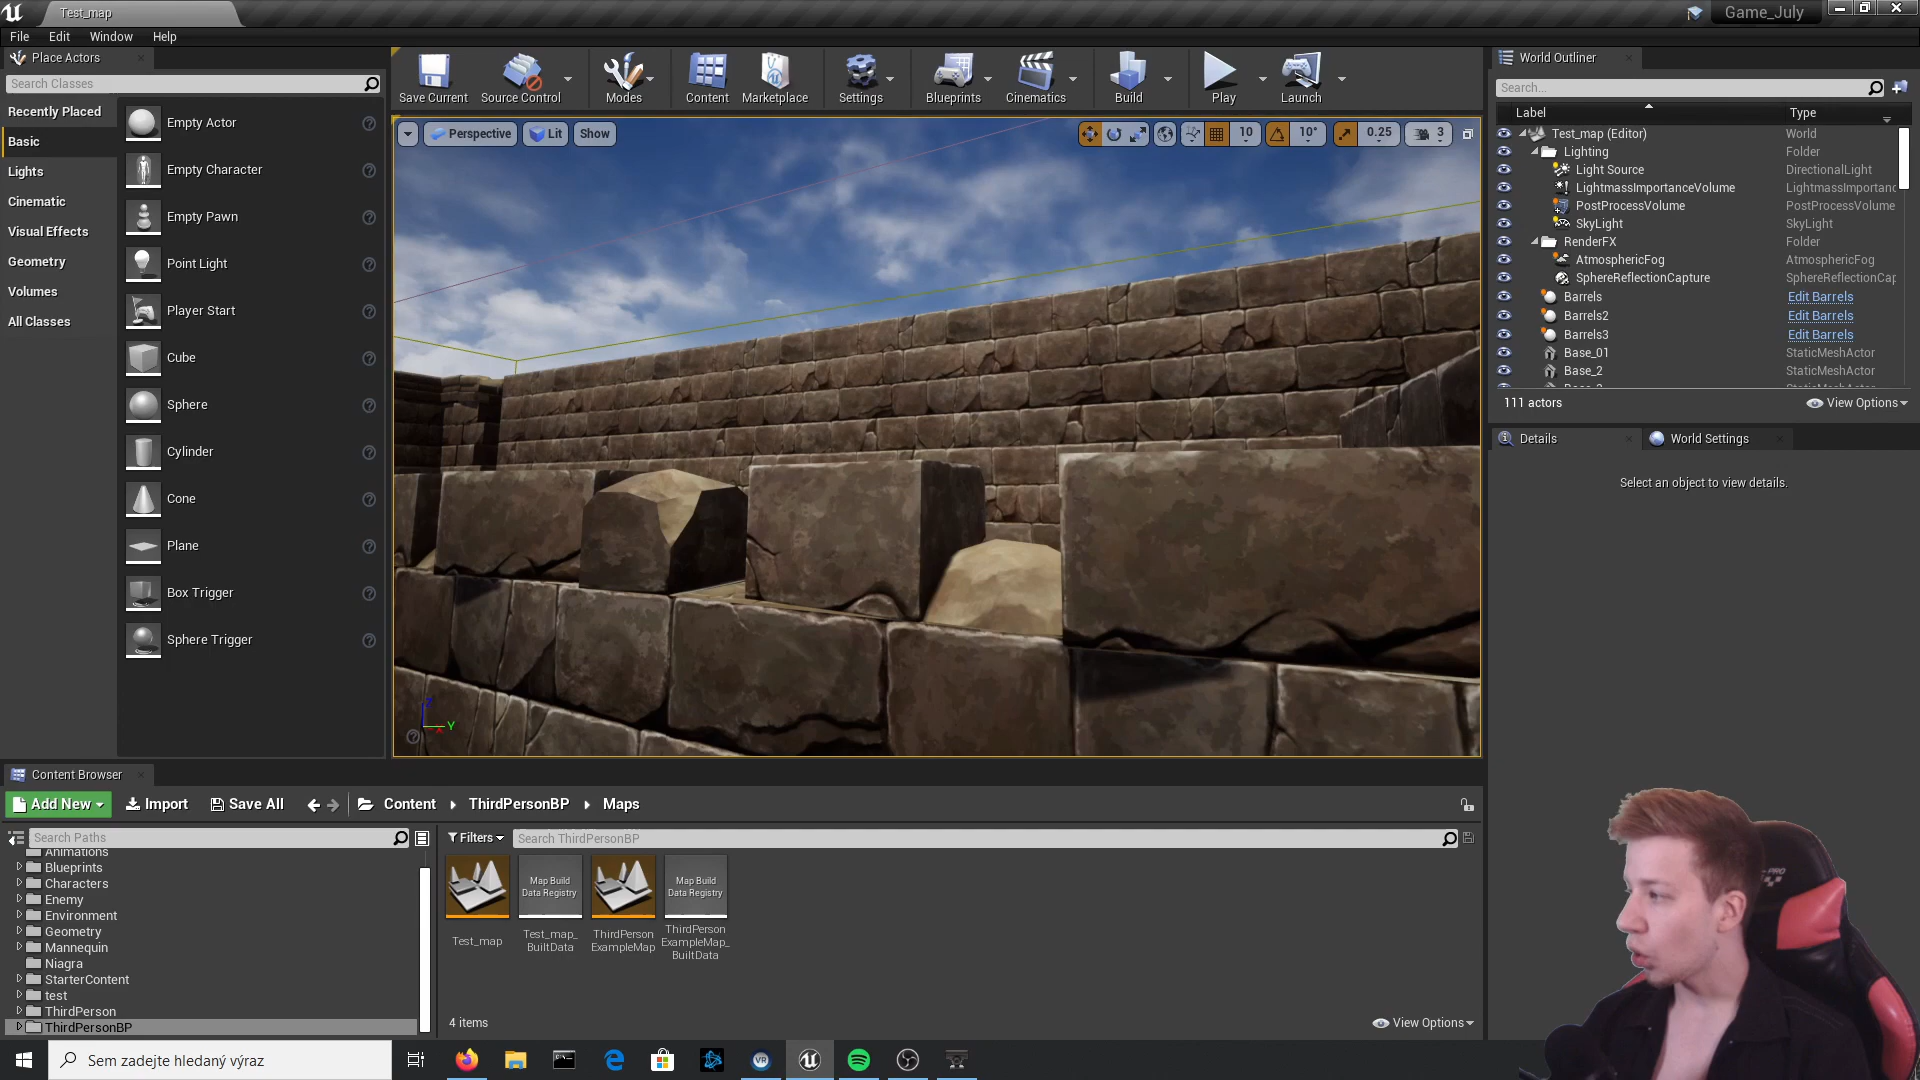 Test_map
Game_July
File Edit Window Help
Place Actors
Search Classes
Recently Placed
Basic
Lights
Cinematic
Visual Effects
Geometry
Volumes
All Classes
Empty Actor
Empty Character
Empty Pawn
Point Light
Player Start
Cube
Sphere
Cylinder
Cone
Plane
Box Trigger
Sphere Trigger
Save Current
Source Control
Modes
Content
Marketplace
Settings
Blueprints
Cinematics
Build
Play
Launch
Perspective Lit Show
10 10° 0.25 3
Z
Y
World Outliner
Search...
Label Type
Test_map (Editor) World
Lighting Folder
Light Source DirectionalLight
LightmassImportanceVolume LightmassImportanc
PostProcessVolume PostProcessVolume
SkyLight SkyLight
RenderFX Folder
AtmosphericFog AtmosphericFog
SphereReflectionCapture SphereReflectionCap
Barrels Edit Barrels
Barrels2 Edit Barrels
Barrels3 Edit Barrels
Base_01 StaticMeshActor
Base_2 StaticMeshActor
111 actors View Options
Details World Settings
Select an object to view details.
Content Browser
Add New Import Save All Content ThirdPersonBP Maps
Search Paths
Animations
Blueprints
Characters
Enemy
Environment
Geometry
Mannequin
Niagra
StarterContent
test
ThirdPerson
ThirdPersonBP
Filters Search ThirdPersonBP
Map Build
Data Registry
Map Build
Data Registry
Test_map
Test_map_
BuiltData
ThirdPerson
ExampleMap
ThirdPerson
ExampleMap_
BuiltData
4 items View Options
Sem zadejte hledaný výraz